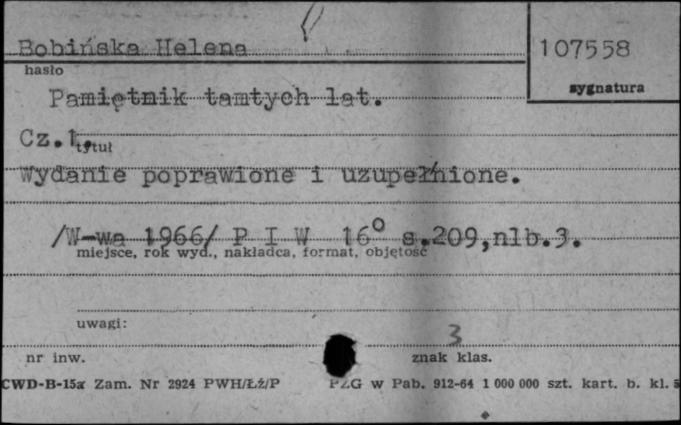 Bobińska Helena
107558
hasło
sygnatura
Pamiętnik tamtych lat.
Cz.1.
tytuł
Wydanie poprawione i uzupełnione.
/W-wa 1966/ P I W 16° s.209,nlb.3.
miejsce, rok wyd., nakładca, format, objętość
uwagi:
3
nr inw.
znak klas.
CWD-B-15a Zam. Nr 2924 PWH/Łź/P PZG w Pab. 912-64 1 000 000 szt. kart. b. kl. 5